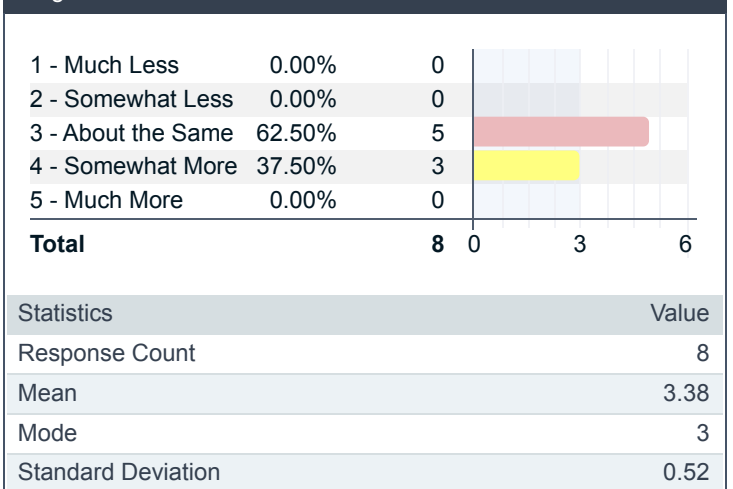 1 - Much Less 0.00% 0
2 - Somewhat Less 0.00% 0
3 - About the Same 62.50% 5
4 - Somewhat More 37.50% 3
5 - Much More 0.00% 0
Total 8 0 3 6
Statistics Value
Response Count 8
Mean 3.38
Mode 3
Standard Deviation 0.52